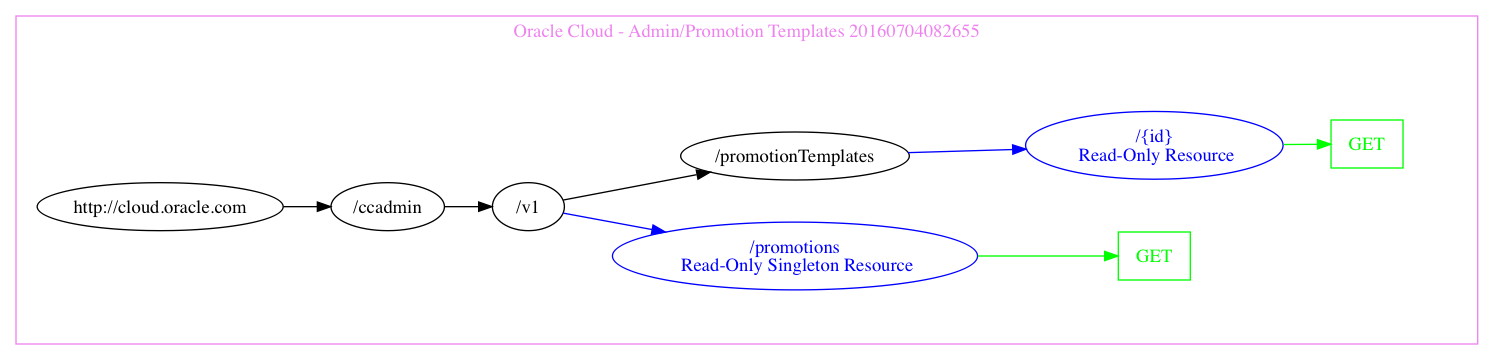 Oracle Cloud - Admin/Promotion Templates 20160704082655
http://cloud.oracle.com
/ccadmin
/v1
/promotionTemplates
/{id}
Read-Only Resource
GET
/promotions
Read-Only Singleton Resource
GET